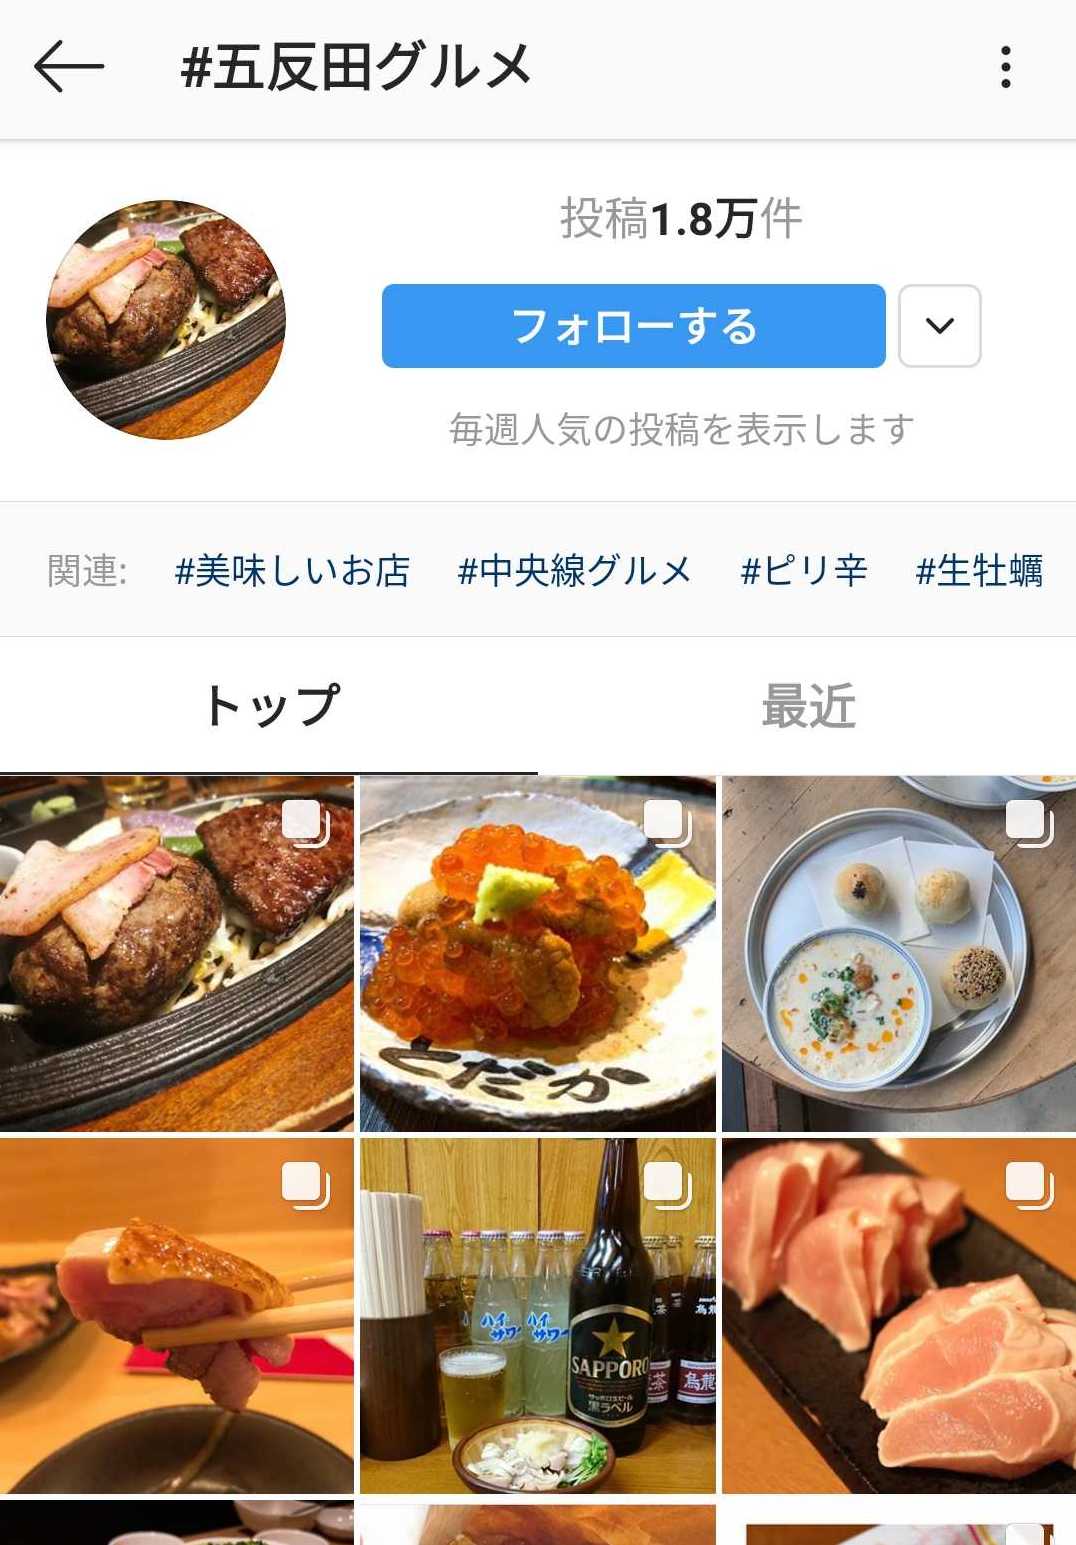 #五反田グルメ
投稿1.8万件
フォローする
毎週人気の投稿を表示します
関連: #美味しいお店 #中央線グルメ #ピリ辛 #生牡蠣
トップ 最近
とだか
ハイサワー
ハイサワー
SAPPORO
サッポロ生ビール
黒ラベル
茶
烏龍